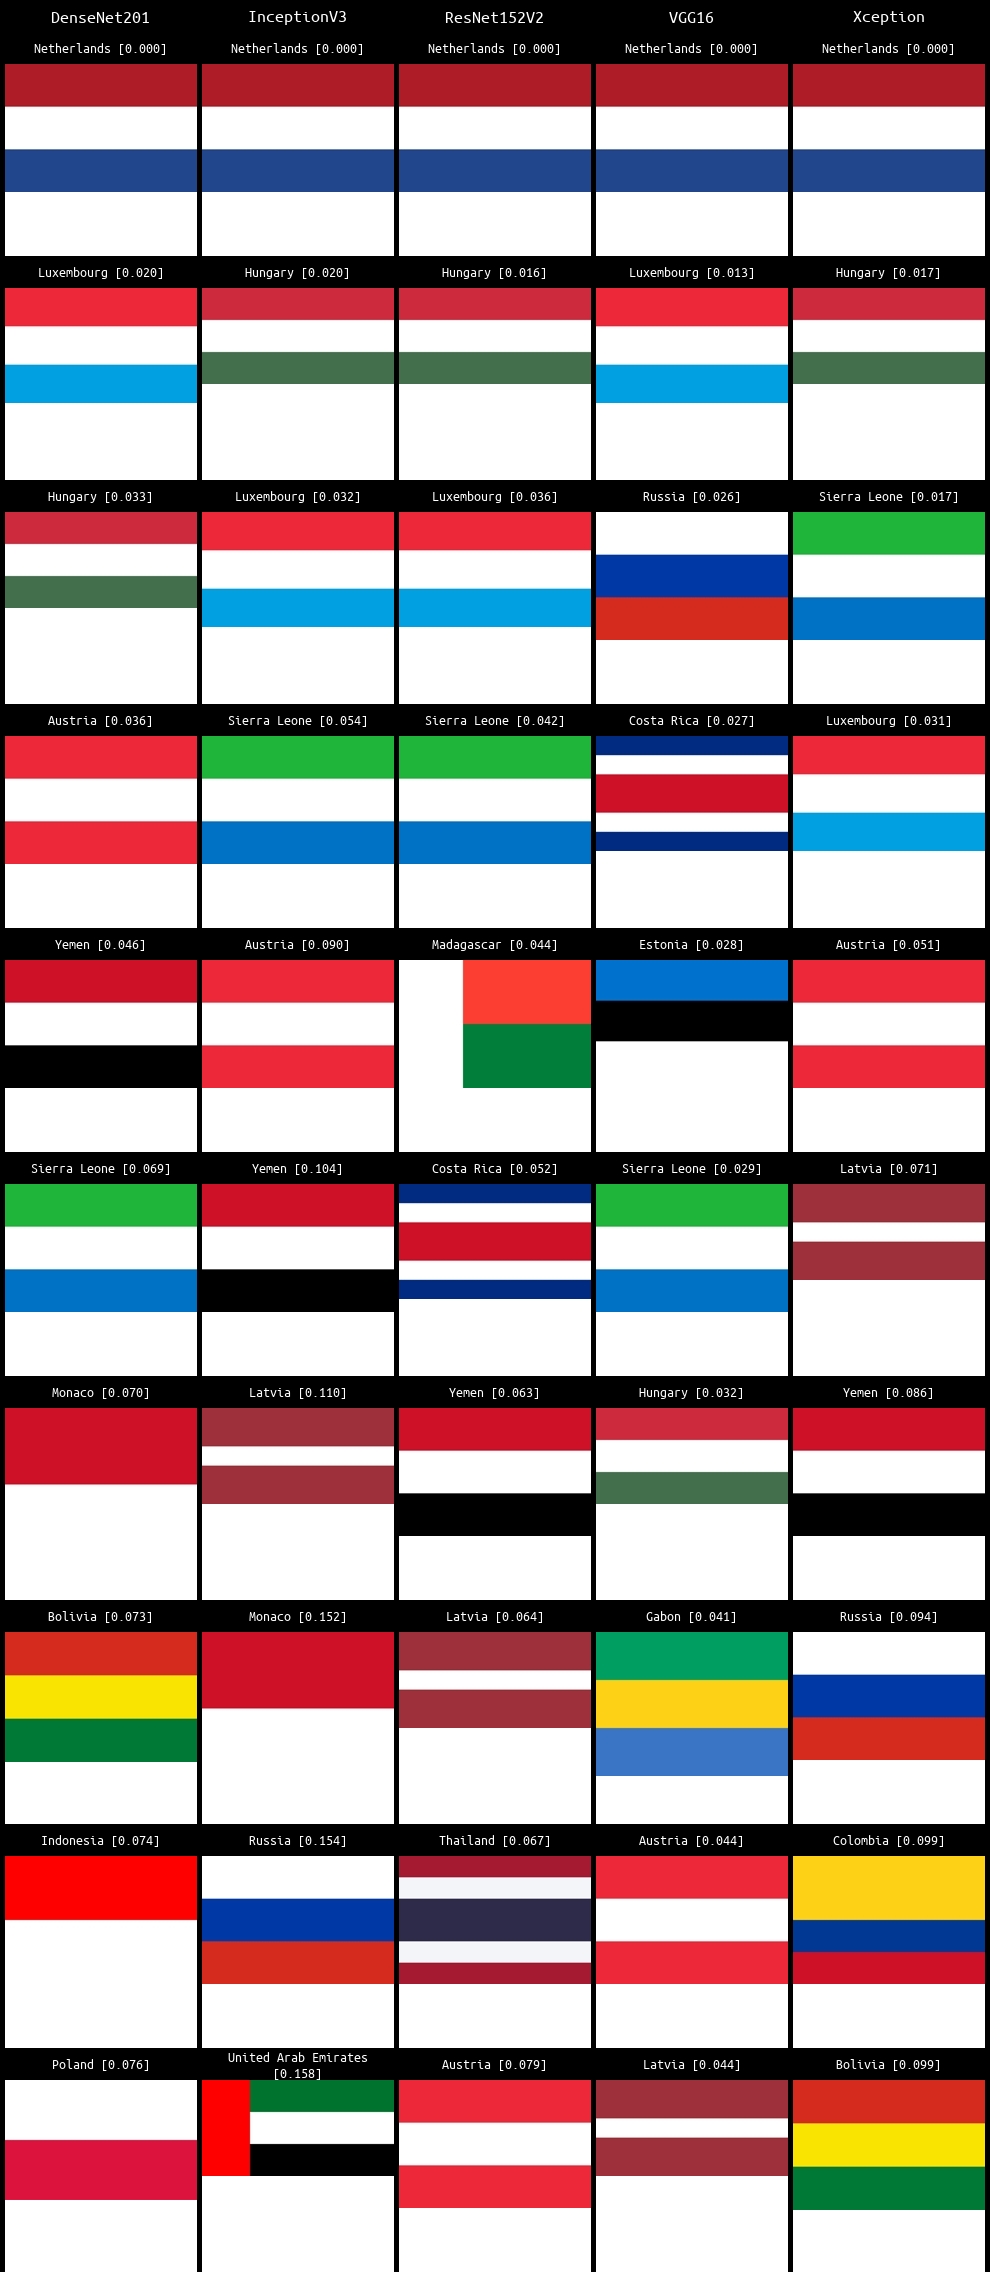 DenseNet201 InceptionV3 ResNet152V2 VGG16 Xception
Netherlands [0.000] Netherlands [0.000] Netherlands [0.000] Netherlands [0.000] Netherlands [0.000]
Luxembourg [0.020] Hungary [0.020] Hungary [0.016] Luxembourg [0.013] Hungary [0.017]
Hungary [0.033] Luxembourg [0.032] Luxembourg [0.036] Russia [0.026] Sierra Leone [0.017]
Austria [0.036] Sierra Leone [0.054] Sierra Leone [0.042] Costa Rica [0.027] Luxembourg [0.031]
Yemen [0.046] Austria [0.090] Madagascar [0.044] Estonia [0.028] Austria [0.051]
Sierra Leone [0.069] Yemen [0.104] Costa Rica [0.052] Sierra Leone [0.029] Latvia [0.071]
Monaco [0.070] Latvia [0.110] Yemen [0.063] Hungary [0.032] Yemen [0.086]
Bolivia [0.073] Monaco [0.152] Latvia [0.064] Gabon [0.041] Russia [0.094]
Indonesia [0.074] Russia [0.154] Thailand [0.067] Austria [0.044] Colombia [0.099]
Poland [0.076] United Arab Emirates Austria [0.079] Latvia [0.044] Bolivia [0.099]
[0.158]